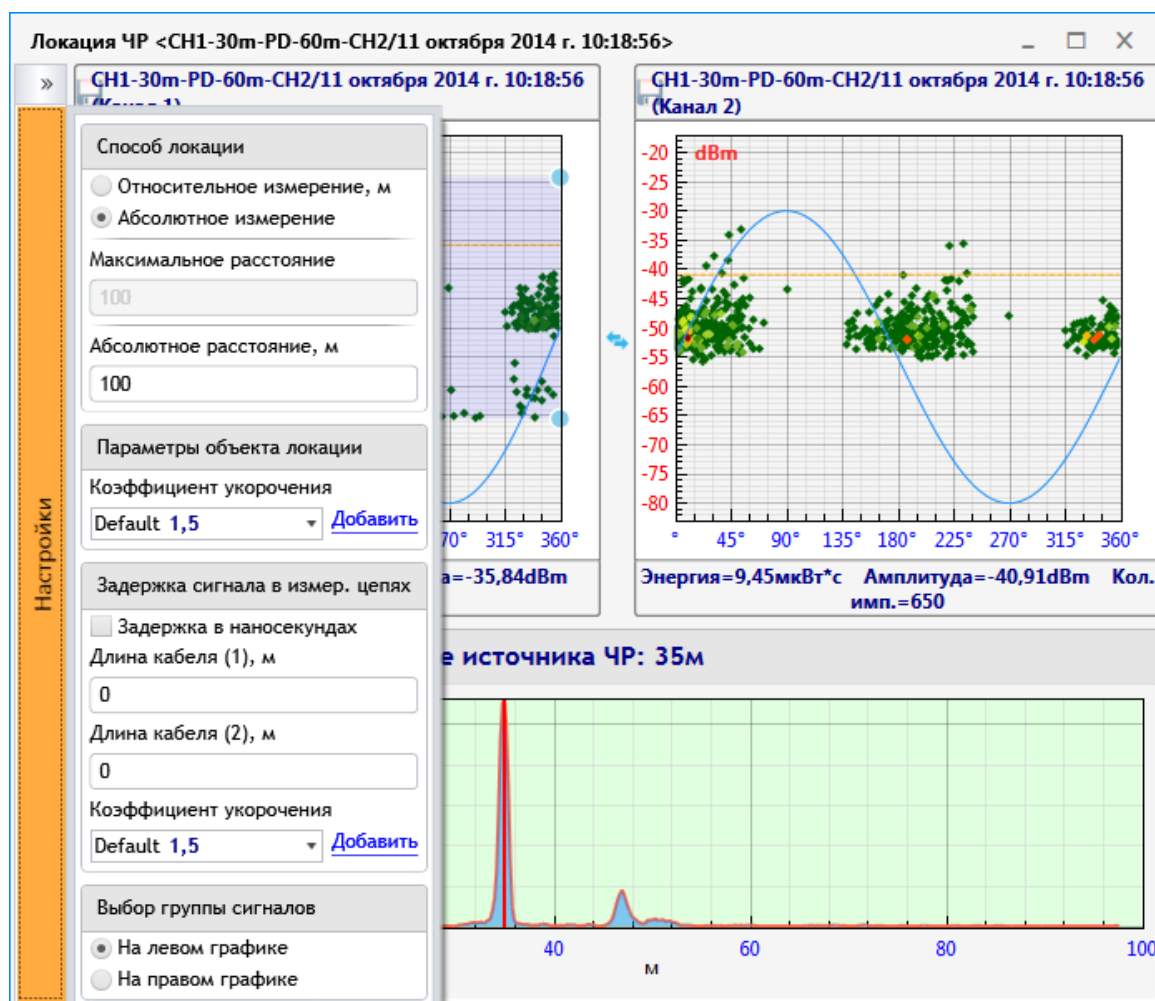 Локация ЧР <CH1-30m-PD-60m-CH2/11 октября 2014 г. 10:18:56>
»
Настройки
CH1-30m-PD-60m-CH2/11 октября 2014 г. 10:18:56
(Канал 1)
CH1-30m-PD-60m-CH2/11 октября 2014 г. 10:18:56
(Канал 2)
Способ локации
Относительное измерение, м
Абсолютное измерение
Максимальное расстояние
100
Абсолютное расстояние, м
100
Параметры объекта локации
Коэффициент укорочения
Default 1,5
Добавить
Задержка сигнала в измер. цепях
Задержка в наносекундах
Длина кабеля (1), м
0
Длина кабеля (2), м
0
Коэффициент укорочения
Default 1,5
Добавить
Выбор группы сигналов
На левом графике
На правом графике
70° 315° 360°
а=-35,84dBm
dBm
-20
-25
-30
-35
-40
-45
-50
-55
-60
-65
-70
-75
-80
° 45° 90° 135° 180° 225° 270° 315° 360°
Энергия=9,45мкВт*с Амплитуда=-40,91dBm Кол.
имп.=650
е источника ЧР: 35м
40 60 80 100
м